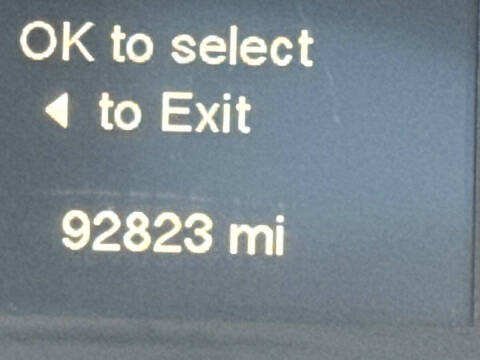 OK to select
◀ to Exit
92823 mi